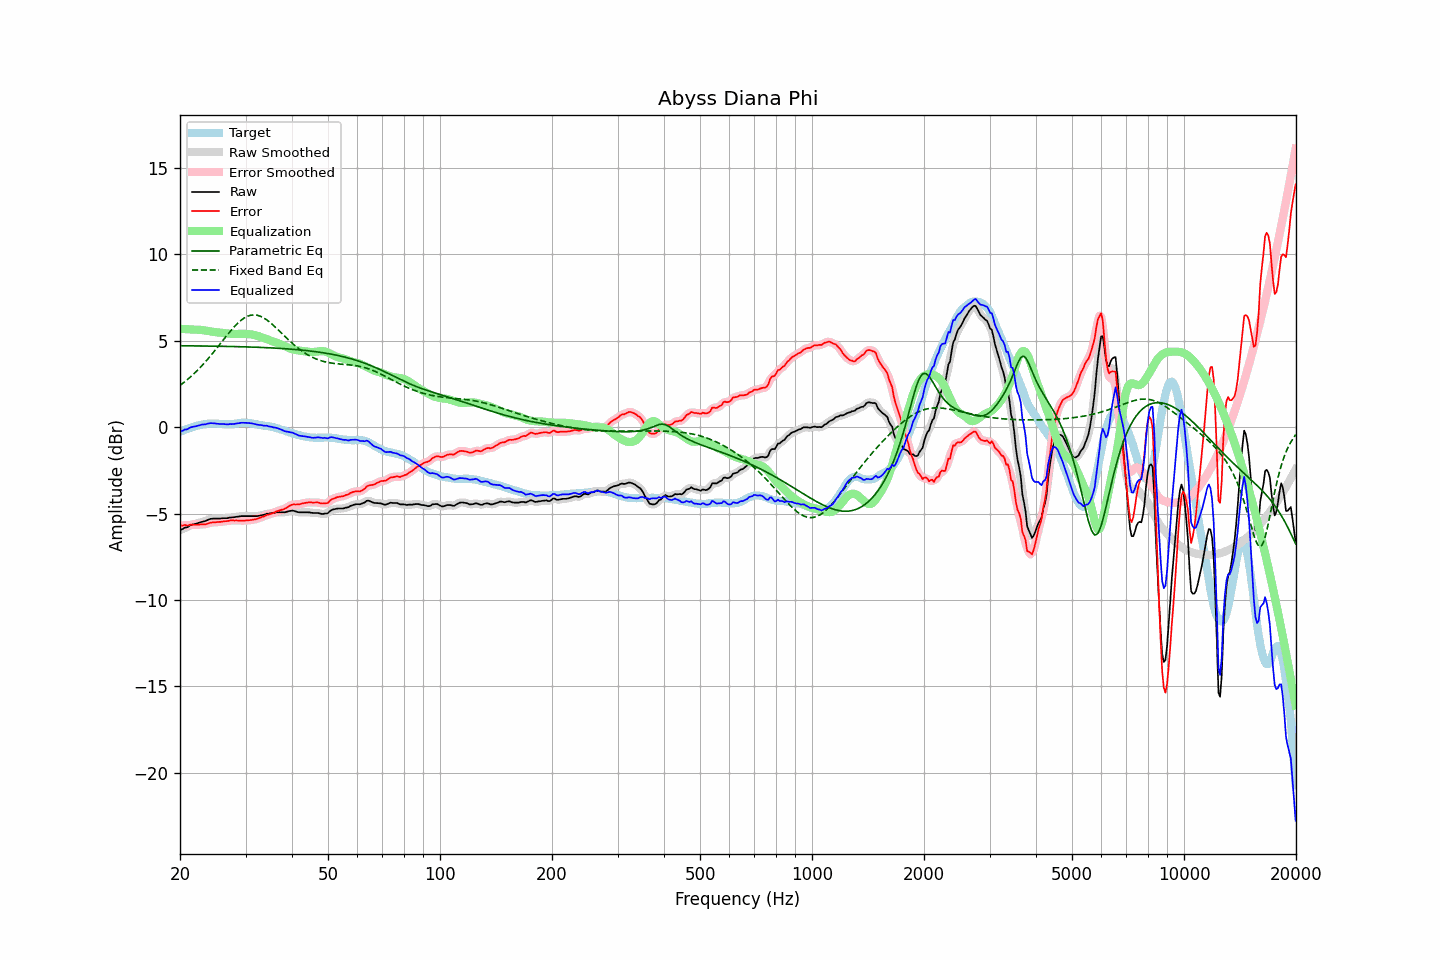 Abyss Diana Phi
Target
Raw Smoothed
Error Smoothed
Raw
Error
Equalization
Parametric Eq
Fixed Band Eq
Equalized
Amplitude (dBr)
15
10
5
0
−5
−10
−15
−20
20 50 100 200 500 1000 2000 5000 10000 20000
Frequency (Hz)